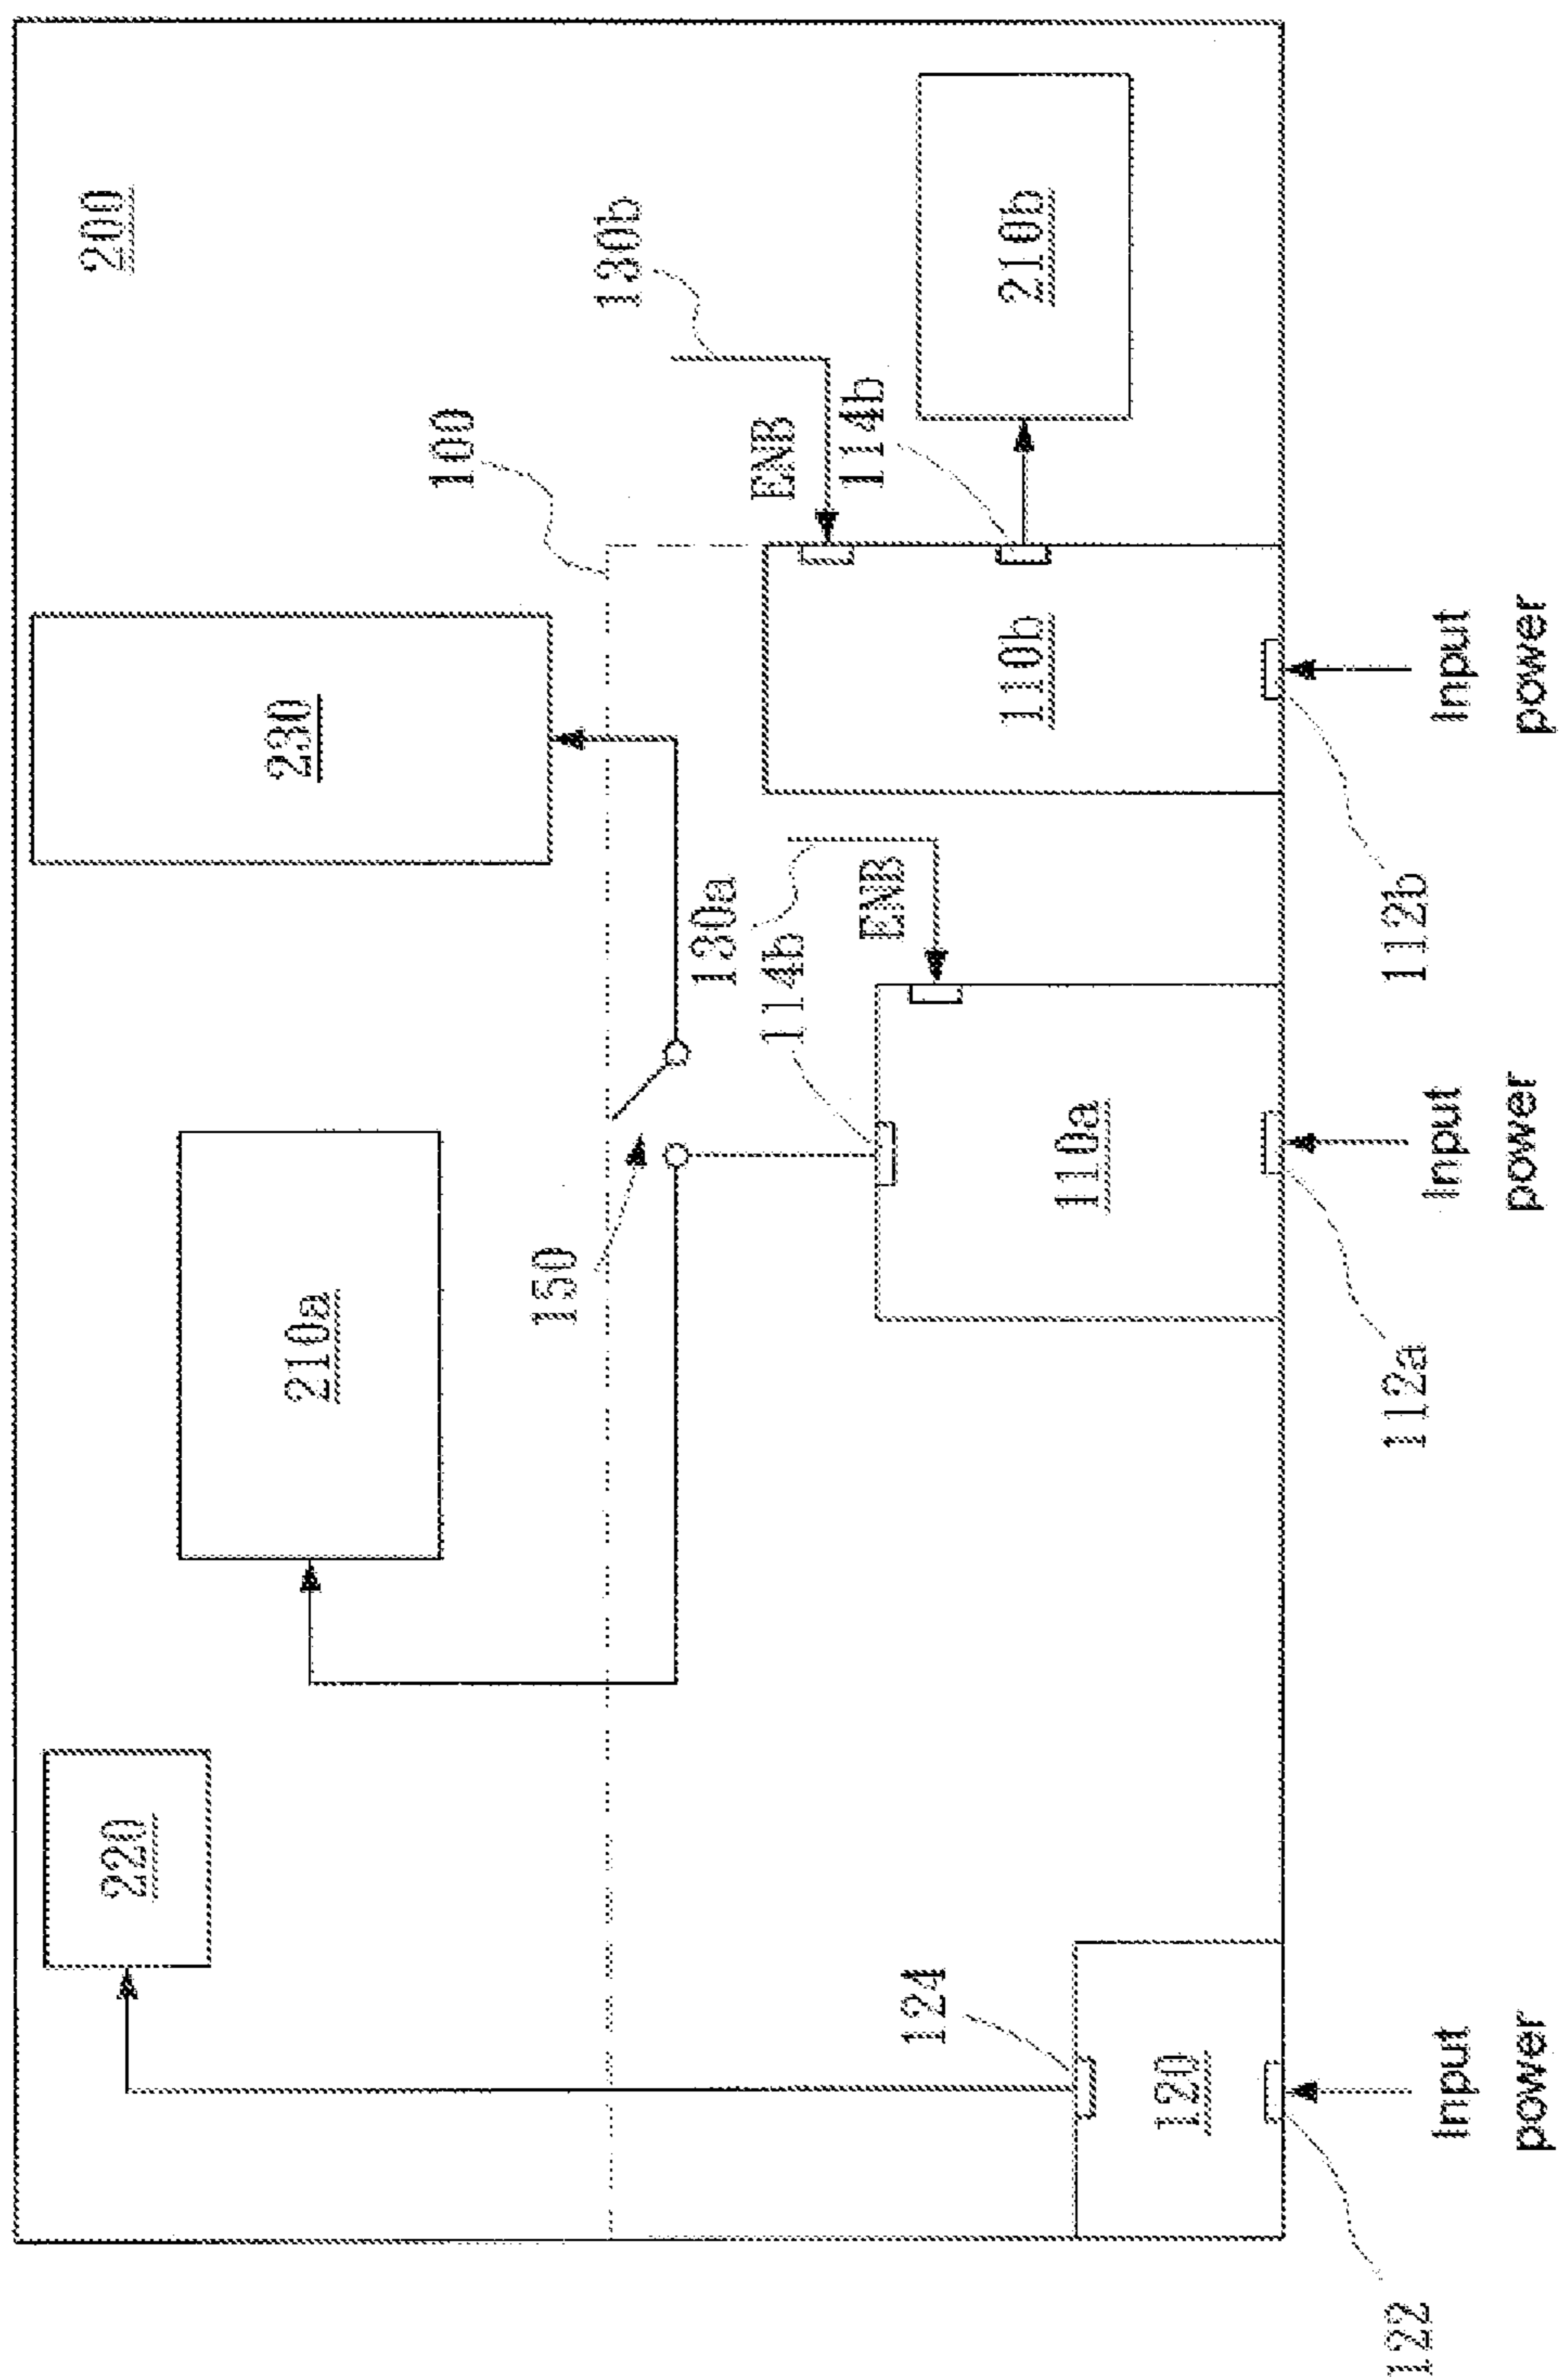 200
220
210a
230
100
150
130b
130a
ENB
114b
114b
ENB
124
110b
210b
110a
112b
120
122
112a
Input power
Input power
Input power